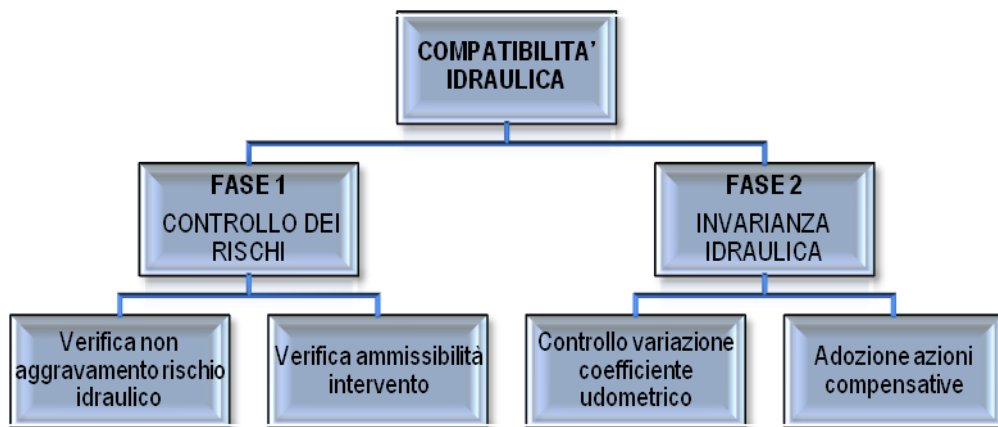 COMPATIBILITA'
IDRAULICA
FASE 1
CONTROLLO DEI
RISCHI
FASE 2
INVARIANZA
IDRAULICA
Verifica non
aggravamento rischio
idraulico
Verifica ammissibilità
intervento
Controllo variazione
coefficiente
udometrico
Adozione azioni
compensative